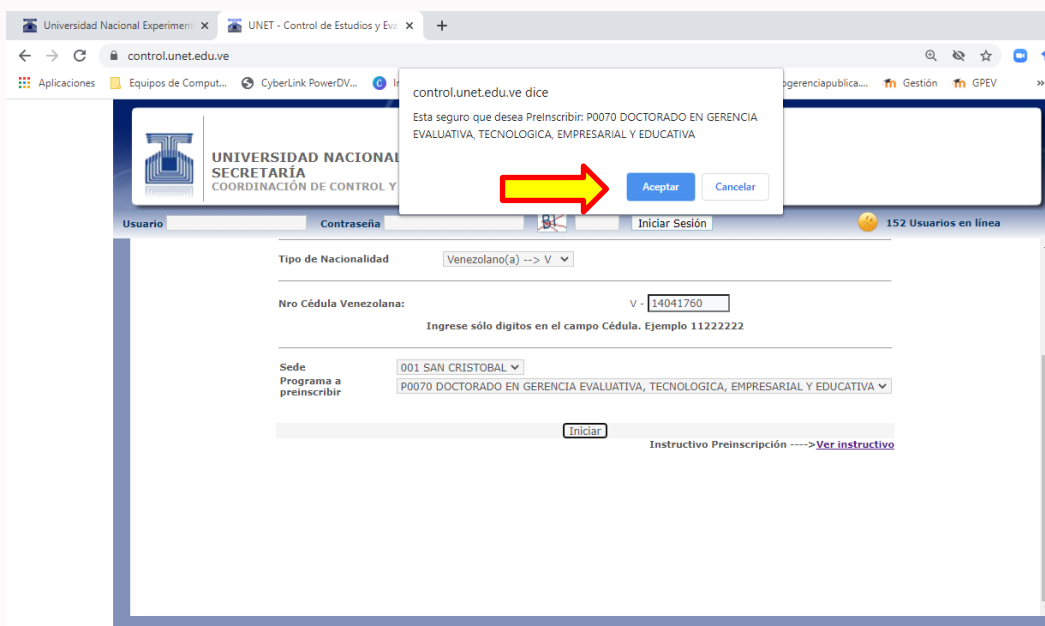 Universidad Nacional Experiment
UNET - Control de Estudios y Eva
control.unet.edu.ve
Aplicaciones
Equipos de Comput...
CyberLink PowerDV...
ogerenciapublica....
Gestión
GPEV
control.unet.edu.ve dice
Esta seguro que desea PreInscribir: P0070 DOCTORADO EN GERENCIA
EVALUATIVA, TECNOLOGICA, EMPRESARIAL Y EDUCATIVA
Aceptar
Cancelar
UNIVERSIDAD NACIONAL
SECRETARÍA
COORDINACIÓN DE CONTROL Y
Usuario
Contraseña
Iniciar Sesión
152 Usuarios en línea
Tipo de Nacionalidad
Venezolano(a) --> V
Nro Cédula Venezolana:
V - 14041760
Ingrese sólo digitos en el campo Cédula. Ejemplo 11222222
Sede
001 SAN CRISTOBAL
Programa a
preinscribir
P0070 DOCTORADO EN GERENCIA EVALUATIVA, TECNOLOGICA, EMPRESARIAL Y EDUCATIVA
Iniciar
Instructivo Preinscripción ---->Ver instructivo